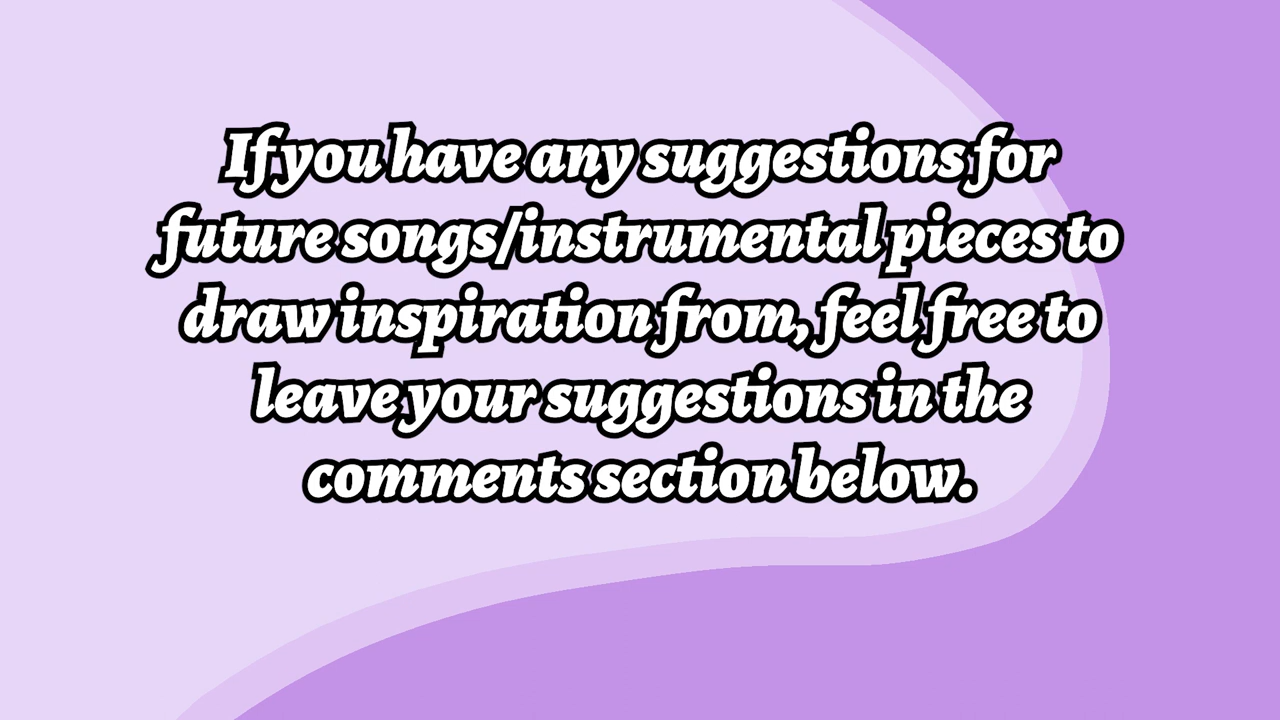 If you have any suggestions for
future songs/instrumental pieces to
draw inspiration from, feel free to
leave your suggestions in the
comments section below.